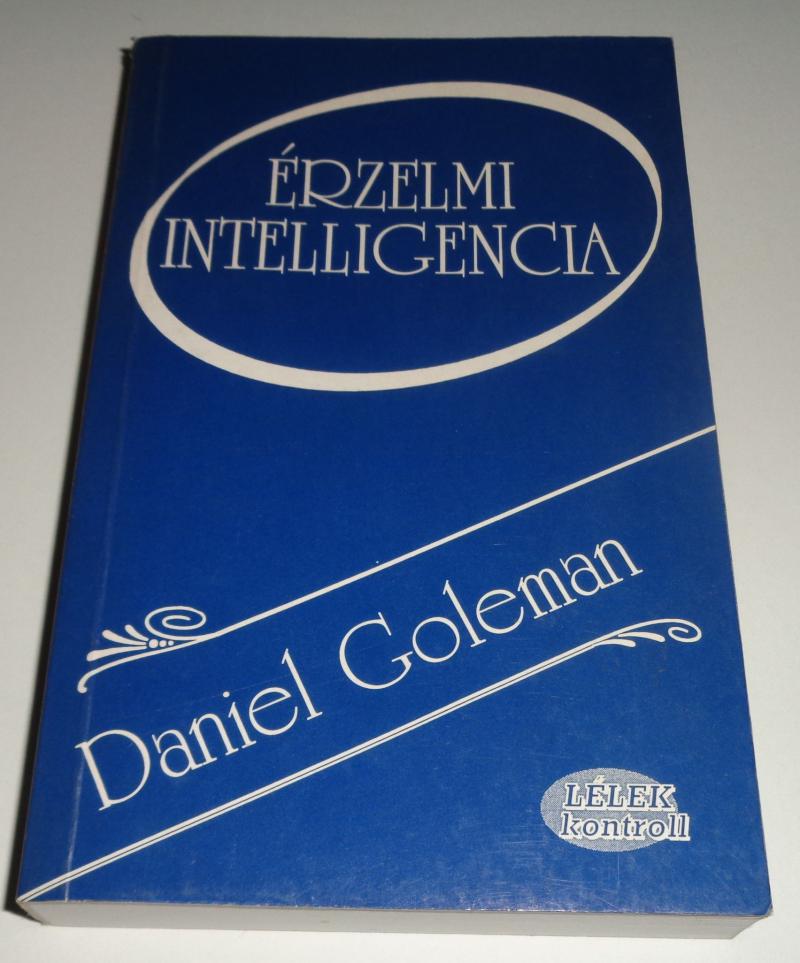 ÉRZELMI
INTELLIGENCIA
Daniel Goleman
LÉLEK
kontroll